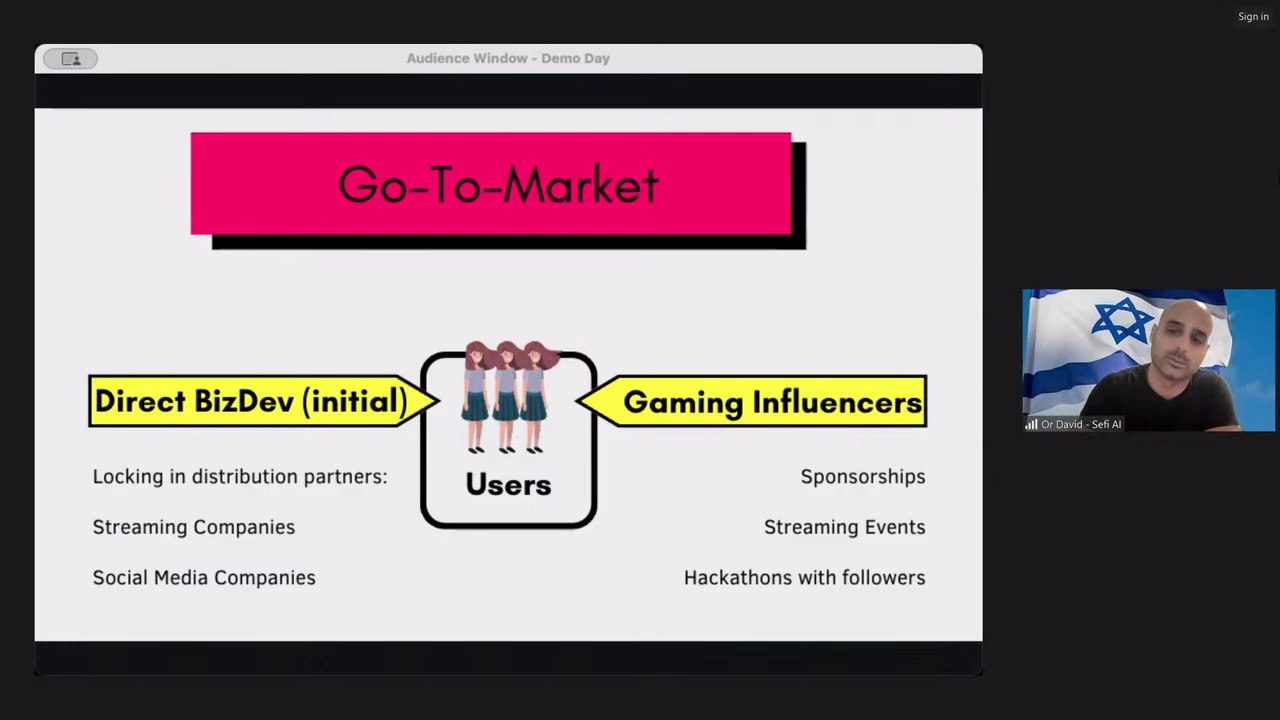 Sign in
Audience Window - Demo Day
Go-To-Market
Direct BizDev (initial)
Locking in distribution partners:
Streaming Companies
Social Media Companies
Users
Gaming Influencers
Sponsorships
Streaming Events
Hackathons with followers
Or David - Sefi AI